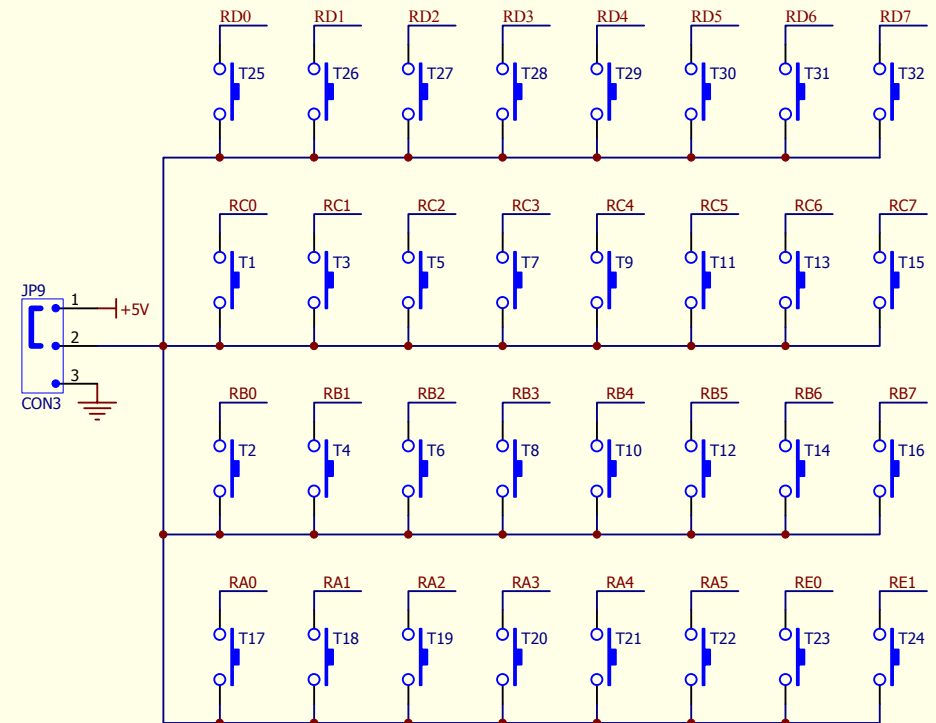 RD0 RD1 RD2 RD3 RD4 RD5 RD6 RD7
T25 T26 T27 T28 T29 T30 T31 T32
RC0 RC1 RC2 RC3 RC4 RC5 RC6 RC7
T1 T3 T5 T7 T9 T11 T13 T15
JP9
1 +5V
2
3
CON3
RB0 RB1 RB2 RB3 RB4 RB5 RB6 RB7
T2 T4 T6 T8 T10 T12 T14 T16
RA0 RA1 RA2 RA3 RA4 RA5 RE0 RE1
T17 T18 T19 T20 T21 T22 T23 T24